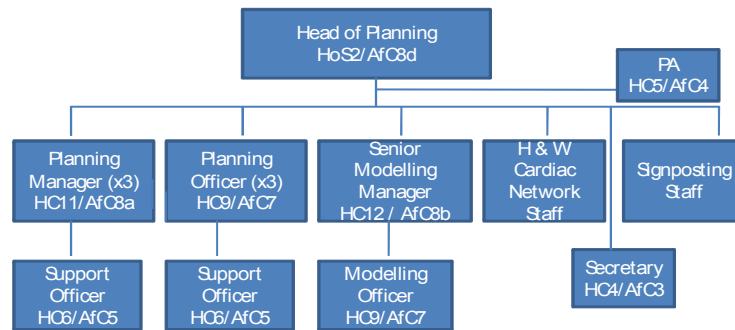 Head of Planning
HoS2/AfC8d
PA
HC5/AfC4
Planning
Manager (x3)
HC11/AfC8a
Planning
Officer (x3)
HC9/AfC7
Senior
Modelling
Manager
HC12 / AfC8b
H & W
Cardiac
Network
Staff
Signposting
Staff
Support
Officer
HC6/AfC5
Support
Officer
HC6/AfC5
Modelling
Officer
HC9/AfC7
Secretary
HC4/AfC3